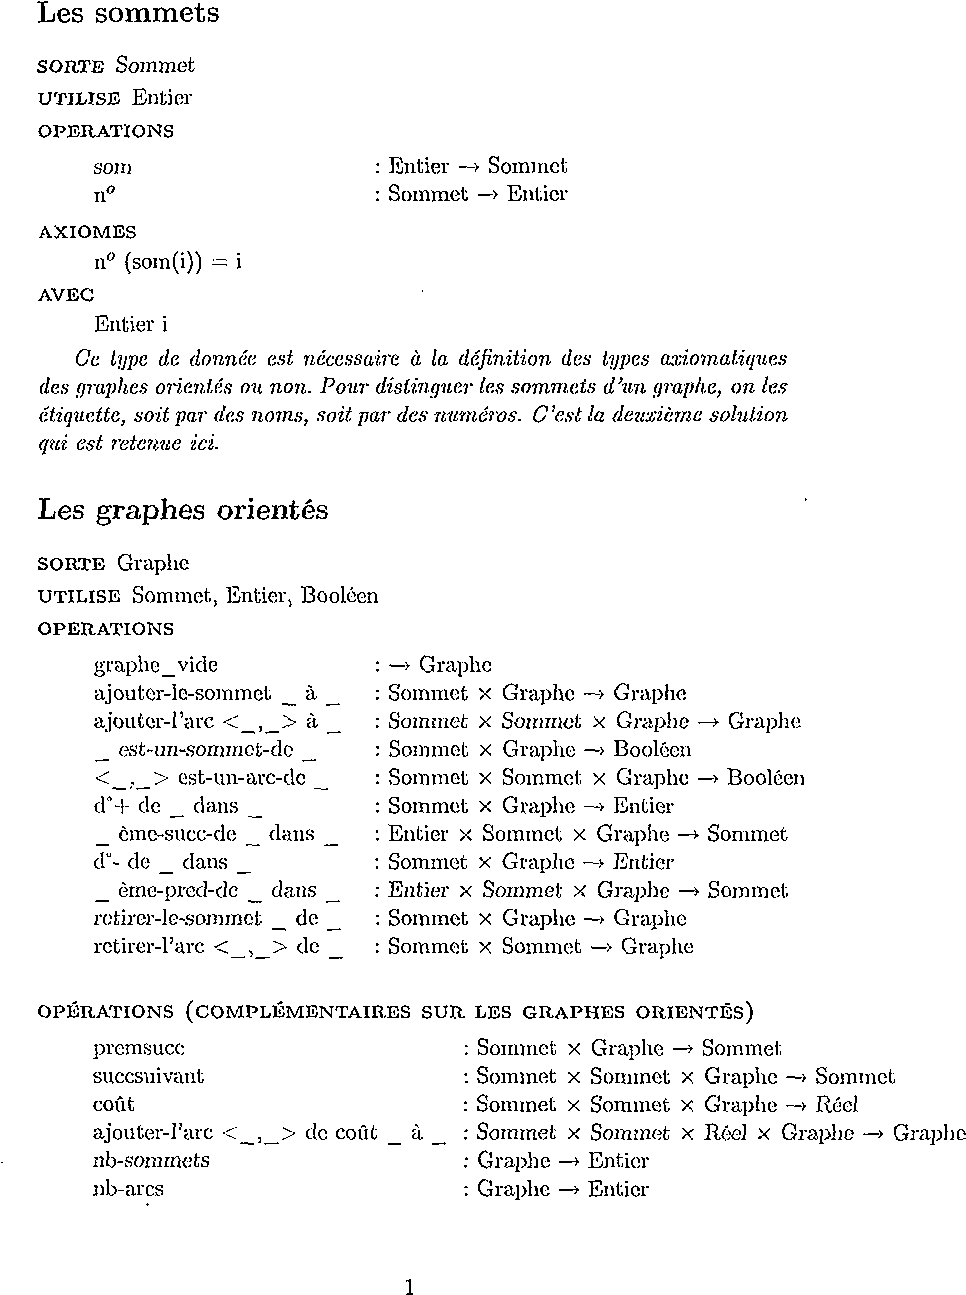 Les sommets
SORTE Sommet
UTILISE Entier
OPERATIONS
som : Entier → Sommet
nº : Sommet → Entier
AXIOMES
nº (som(i)) = i
AVEC
Entier i
Ce type de donnée est nécessaire à la définition des types axiomatiques
des graphes orientés ou non. Pour distinguer les sommets d'un graphe, on les
étiquette, soit par des noms, soit par des numéros. C'est la deuxième solution
qui est retenue ici.
Les graphes orientés
SORTE Graphe
UTILISE Sommet, Entier, Booléen
OPERATIONS
graphe_vide : → Graphe
ajouter-le-sommet _ à _ : Sommet × Graphe → Graphe
ajouter-l'arc <_,_> à _ : Sommet × Sommet × Graphe → Graphe
_ est-un-sommet-de _ : Sommet × Graphe → Booléen
<_,_> est-un-arc-de _ : Sommet × Sommet × Graphe → Booléen
d°+ de _ dans _ : Sommet × Graphe → Entier
_ ème-succ-de _ dans _ : Entier × Sommet × Graphe → Sommet
d°- de _ dans _ : Sommet × Graphe → Entier
_ ème-pred-de _ dans _ : Entier × Sommet × Graphe → Sommet
retirer-le-sommet _ de _ : Sommet × Graphe → Graphe
retirer-l'arc <_,_> de _ : Sommet × Sommet → Graphe
OPÉRATIONS (COMPLÉMENTAIRES SUR LES GRAPHES ORIENTÉS)
premsucc : Sommet × Graphe → Sommet
succsuivant : Sommet × Sommet × Graphe → Sommet
coût : Sommet × Sommet × Graphe → Réel
ajouter-l'arc <_,_> de coût _ à _ : Sommet × Sommet × Réel × Graphe → Graphe
nb-sommets : Graphe → Entier
nb-arcs : Graphe → Entier
1